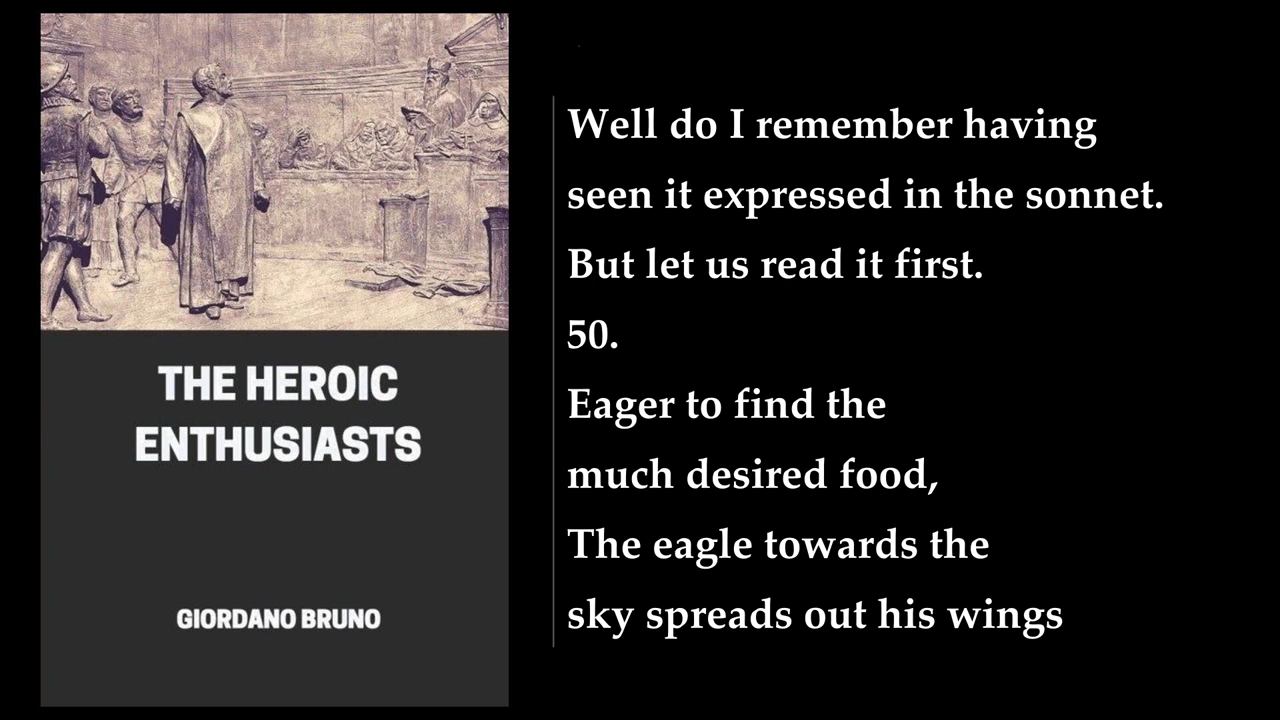 THE HEROIC
ENTHUSIASTS
GIORDANO BRUNO
Well do I remember having
seen it expressed in the sonnet.
But let us read it first.
50.
Eager to find the
much desired food,
The eagle towards the
sky spreads out his wings